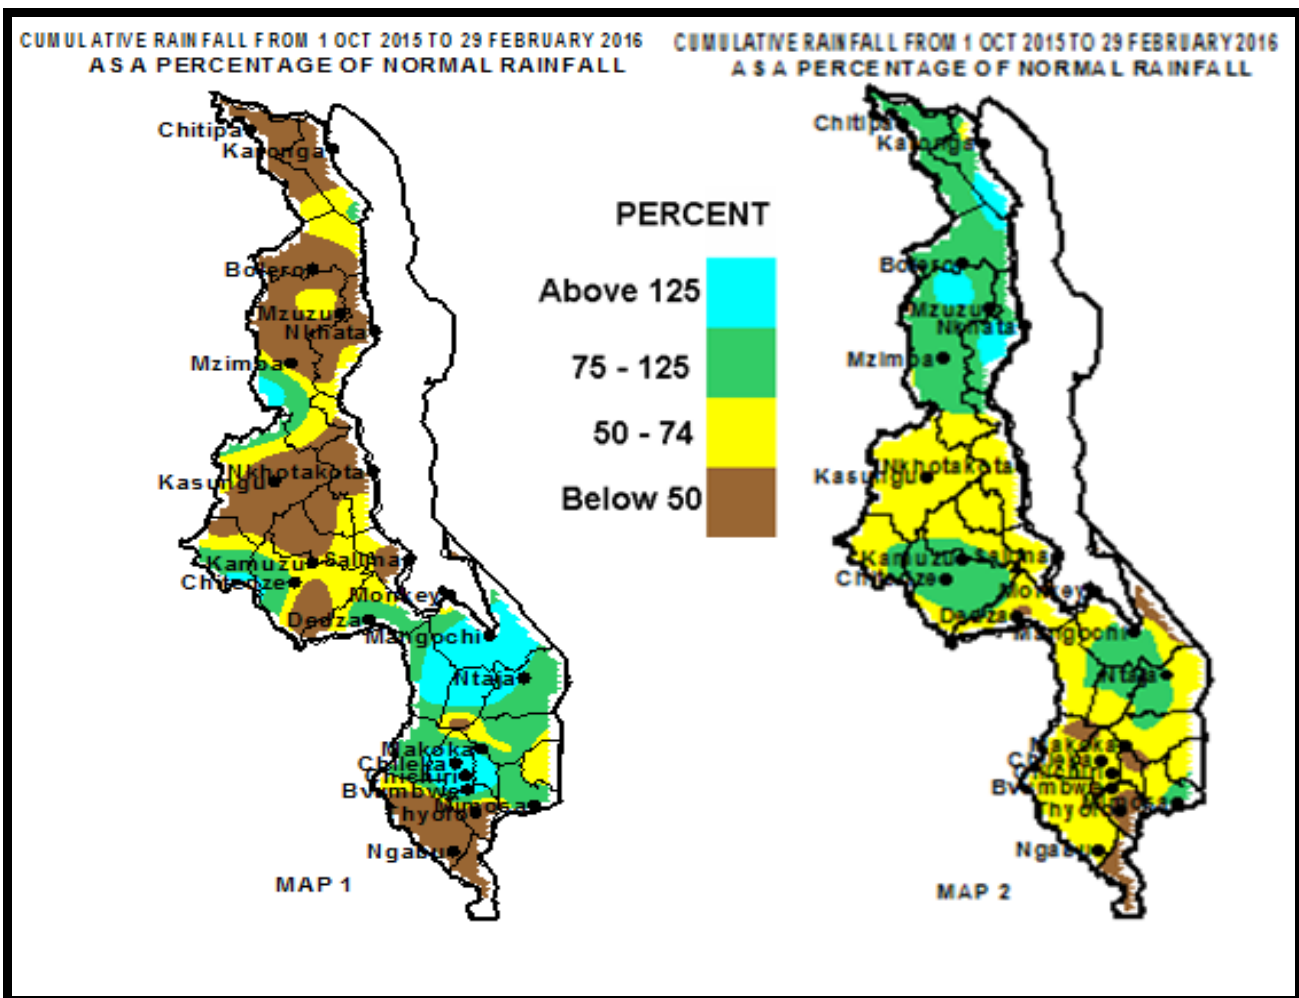 CUMULATIVE RAINFALL FROM 1 OCT 2015 TO 29 FEBRUARY 2016
AS A PERCENTAGE OF NORMAL RAINFALL
CUMULATIVE RAINFALL FROM 1 OCT 2015 TO 29 FEBRUARY 2016
AS A PERCENTAGE OF NORMAL RAINFALL
Chitipa
Karonga
Bolero
Mzuzu
Nkhata
Mzimba
Nkhotakota
Kasungu
Kamuzu
Salima
Chitedze
Monkey
Dedza
Mangochi
Ntaja
Makoka
Chileka
Chichiri
Bvumbwe
Mimosa
Thyolo
Ngabu
MAP 1
PERCENT
Above 125
75 - 125
50 - 74
Below 50
Chitipa
Karonga
Bolero
Mzuzu
Nkhata
Mzimba
Nkhotakota
Kasungu
Kamuzu
Salima
Chitedze
Monkey
Dedza
Mangochi
Ntaja
Makoka
Chileka
Chichiri
Bvumbwe
Mimosa
Thyolo
Ngabu
MAP 2